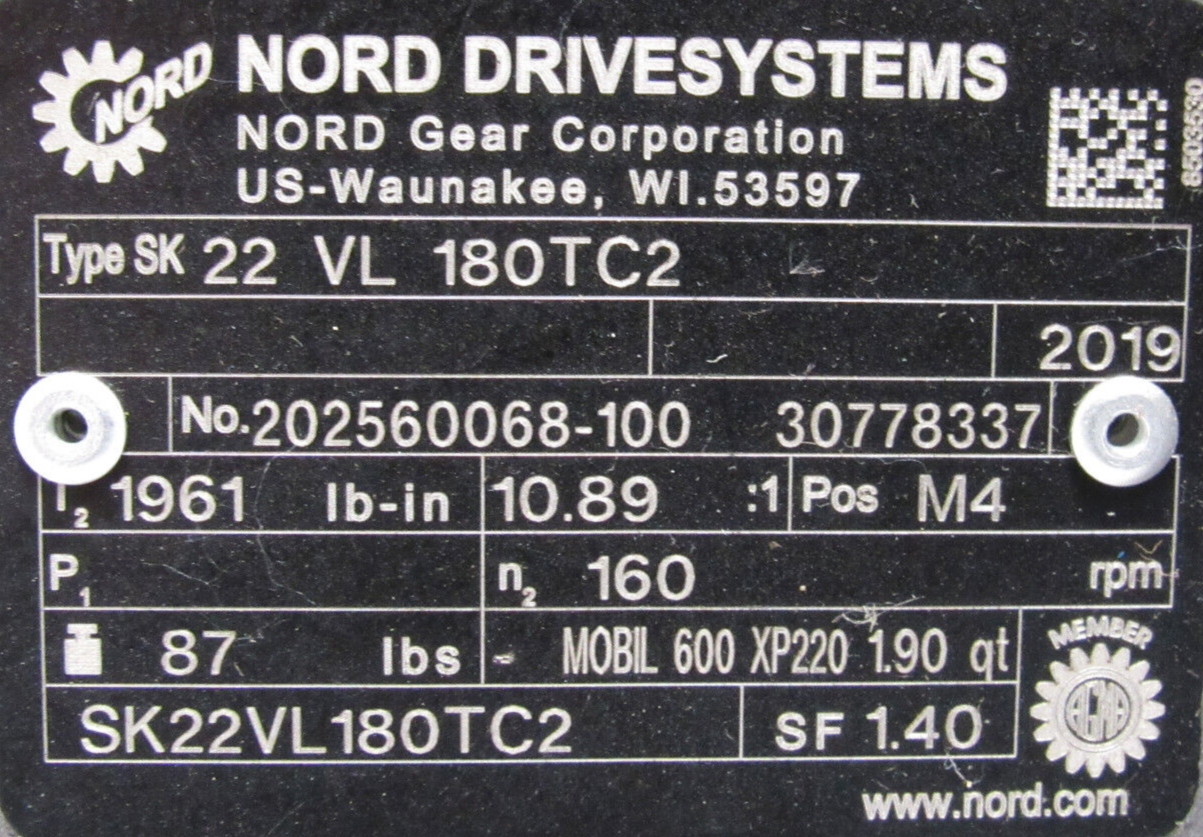 NORD
NORD DRIVESYSTEMS
NORD Gear Corporation
US-Waunakee, WI.53597
Type SK 22 VL 180TC2
2019
No.202560068-100 30778337
T2 1961 lb-in 10.89 :1 Pos M4
P1 n2 160 rpm
87 lbs - MOBIL 600 XP220 1.90 qt
MEMBER
AGMA
SK22VL180TC2 SF 1.40
www.nord.com